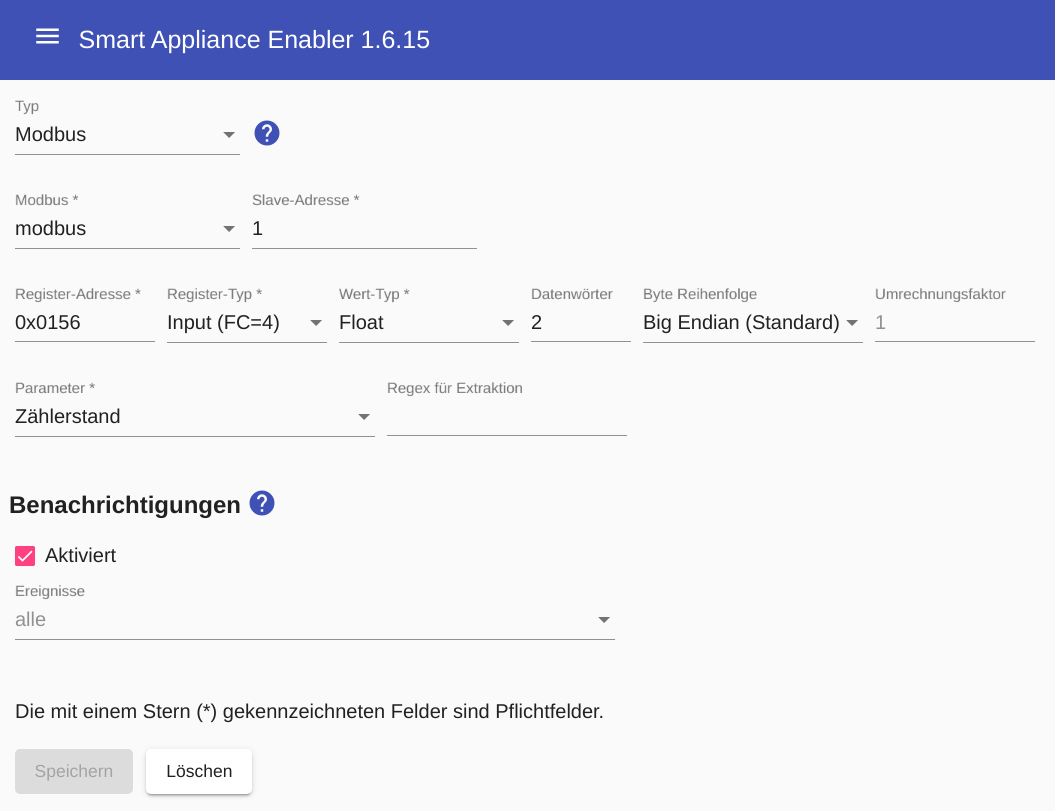 Smart Appliance Enabler 1.6.15
Typ
Modbus
Modbus * Slave-Adresse *
modbus 1
Register-Adresse * Register-Typ * Wert-Typ * Datenwörter Byte Reihenfolge Umrechnungsfaktor
0x0156 Input (FC=4) Float 2 Big Endian (Standard) 1
Parameter * Regex für Extraktion
Zählerstand
Benachrichtigungen
Aktiviert
Ereignisse
alle
Die mit einem Stern (*) gekennzeichneten Felder sind Pflichtfelder.
Speichern Löschen